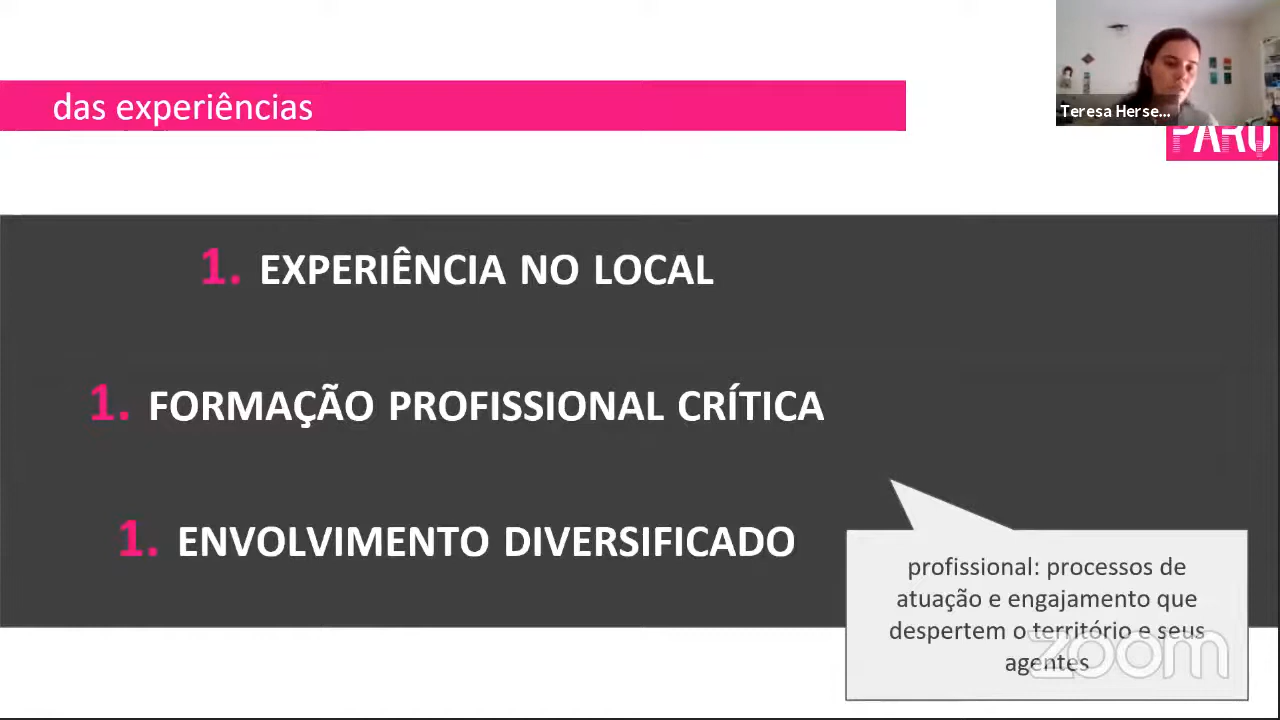 das experiências
Teresa Herse...
PARQ
1. EXPERIÊNCIA NO LOCAL
1. FORMAÇÃO PROFISSIONAL CRÍTICA
1. ENVOLVIMENTO DIVERSIFICADO
profissional: processos de
atuação e engajamento que
despertem o território e seus
agentes
zoom